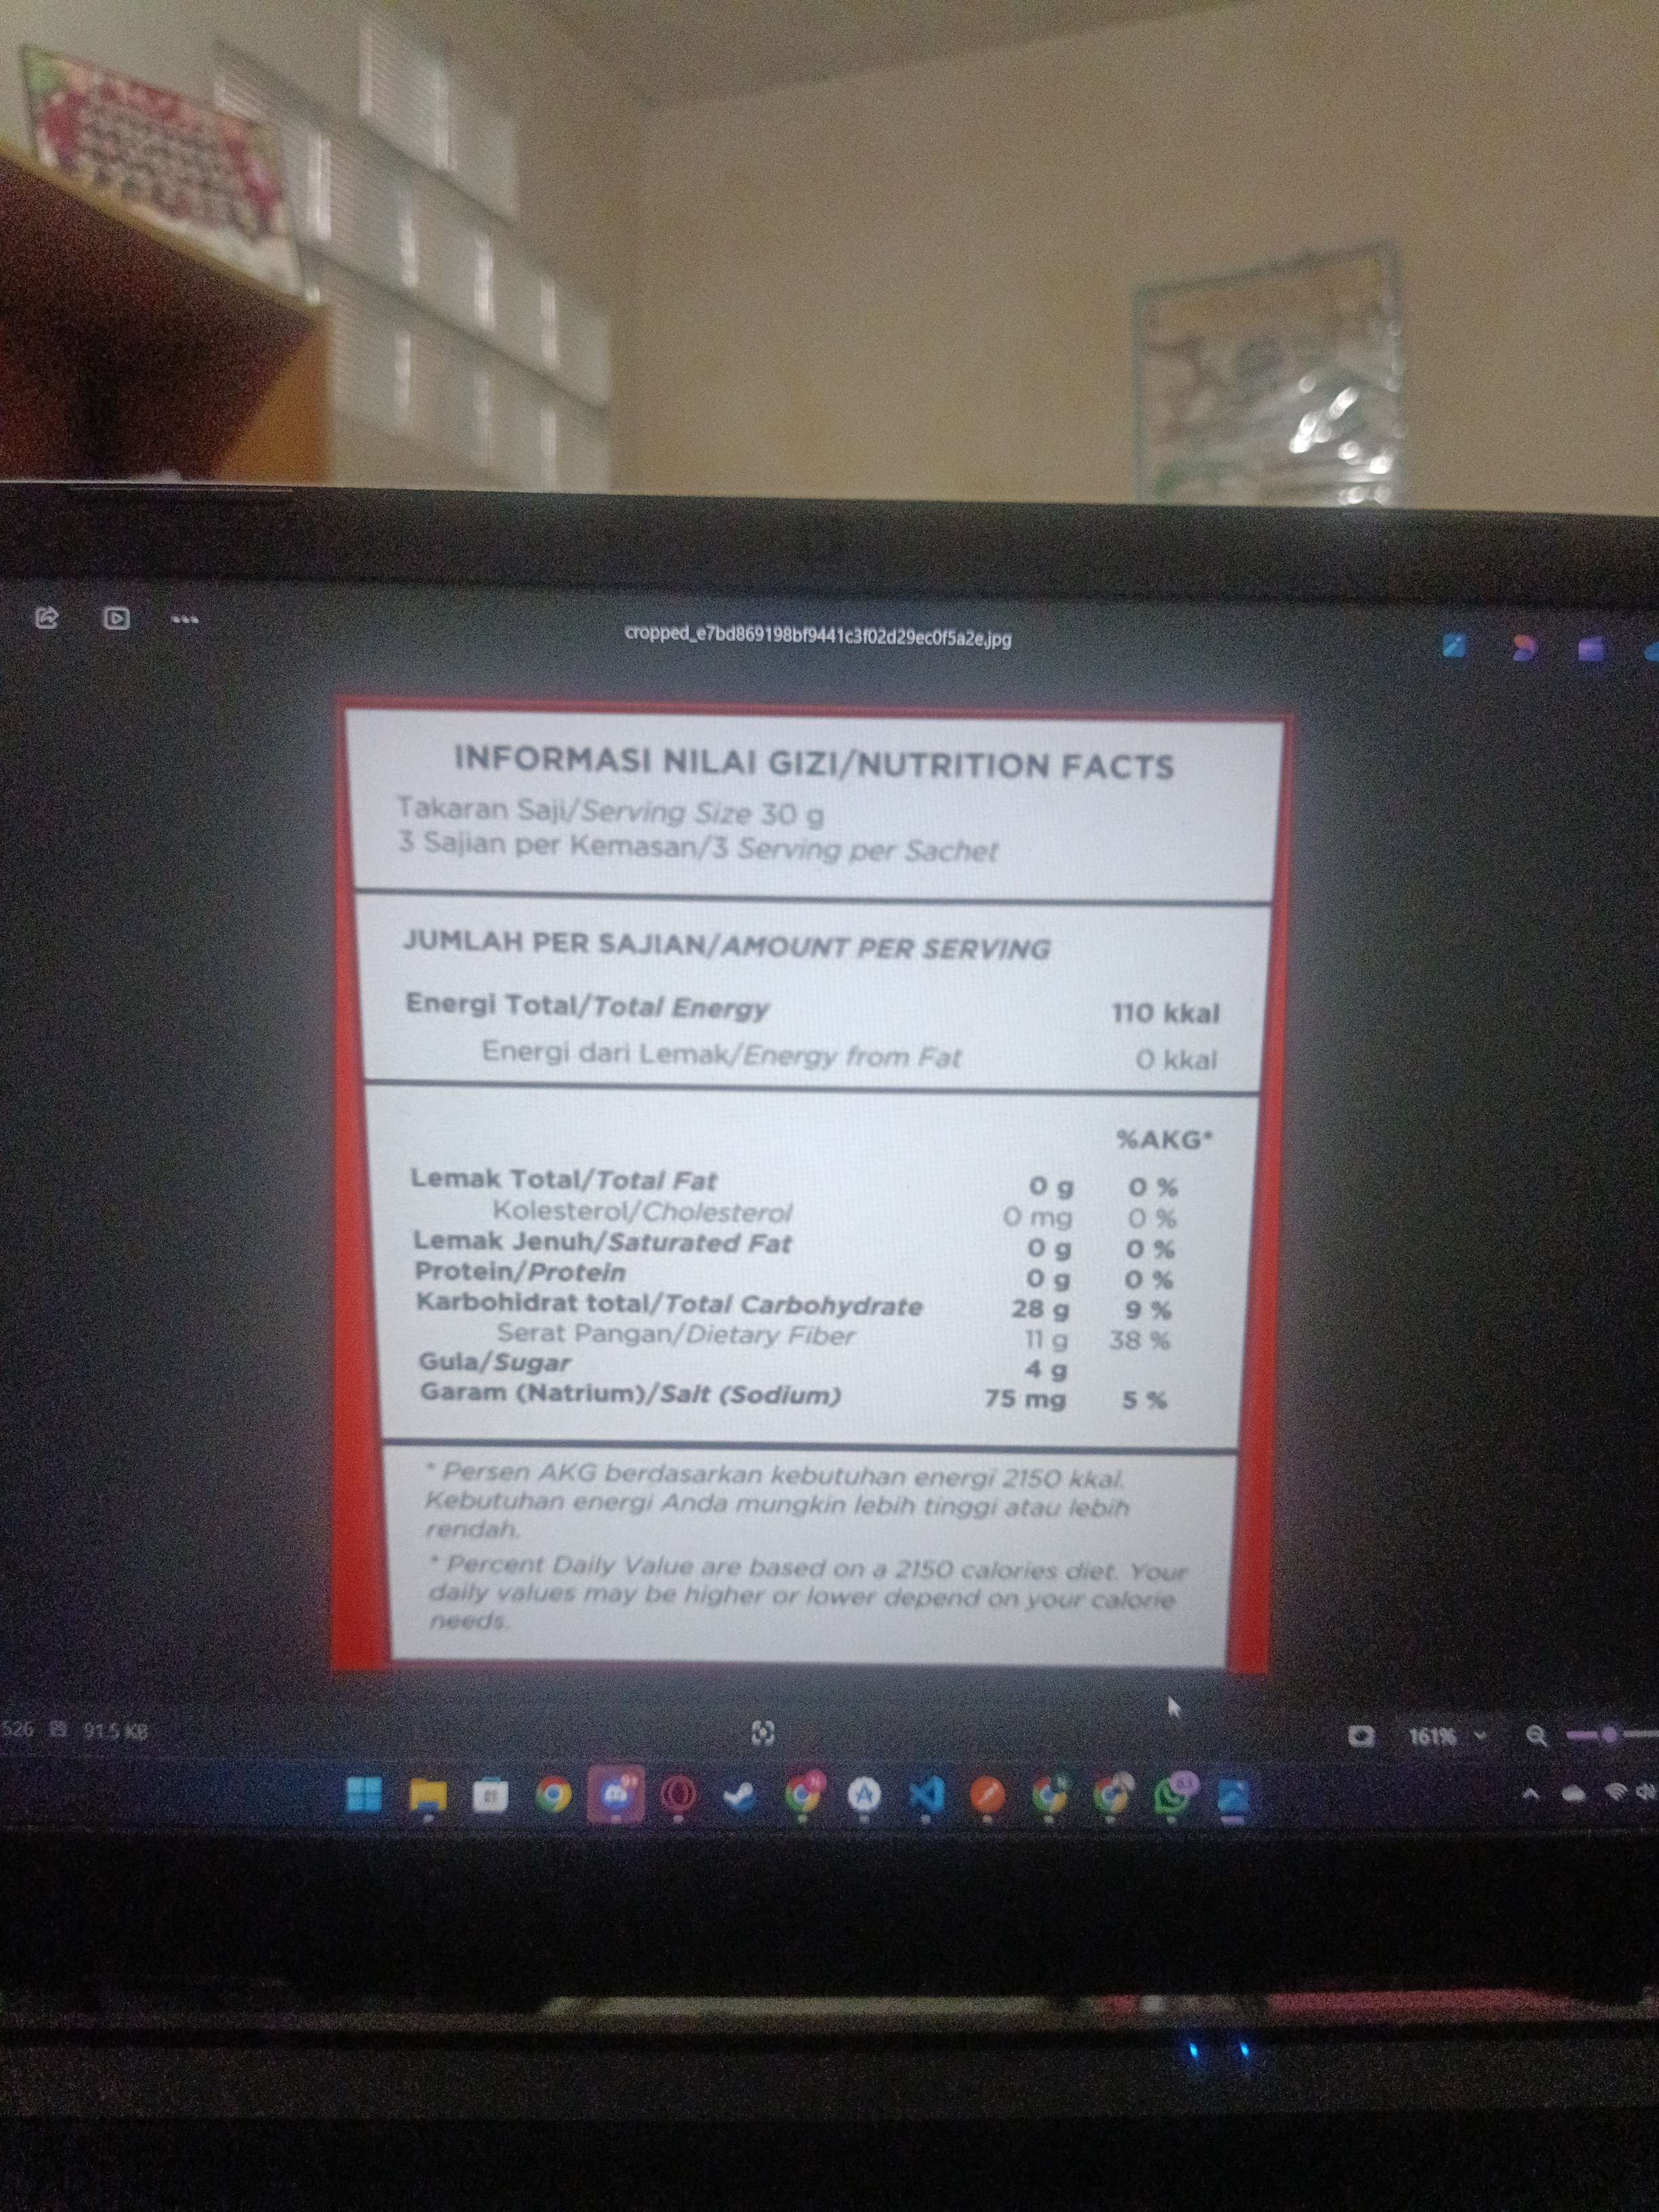 cropped_e7bd869198bf9441c3f02d29ec0f5a2e.jpg
INFORMASI NILAI GIZI/NUTRITION FACTS
Takaran Saji/Serving Size 30 g
3 Sajian per Kemasan/3 Serving per Sachet
JUMLAH PER SAJIAN/AMOUNT PER SERVING
Energi Total/Total Energy 110 kkal
Energi dari Lemak/Energy from Fat 0 kkal
%AKG*
Lemak Total/Total Fat 0 g 0 %
Kolesterol/Cholesterol 0 mg 0 %
Lemak Jenuh/Saturated Fat 0 g 0 %
Protein/Protein 0 g 0 %
Karbohidrat total/Total Carbohydrate 28 g 9 %
Serat Pangan/Dietary Fiber 11 g 38 %
Gula/Sugar 4 g
Garam (Natrium)/Salt (Sodium) 75 mg 5 %
* Persen AKG berdasarkan kebutuhan energi 2150 kkal.
Kebutuhan energi Anda mungkin lebih tinggi atau lebih
rendah.
* Percent Daily Value are based on a 2150 calories diet. Your
daily values may be higher or lower depend on your calorie
needs.
526 91.5 KB 161%
83